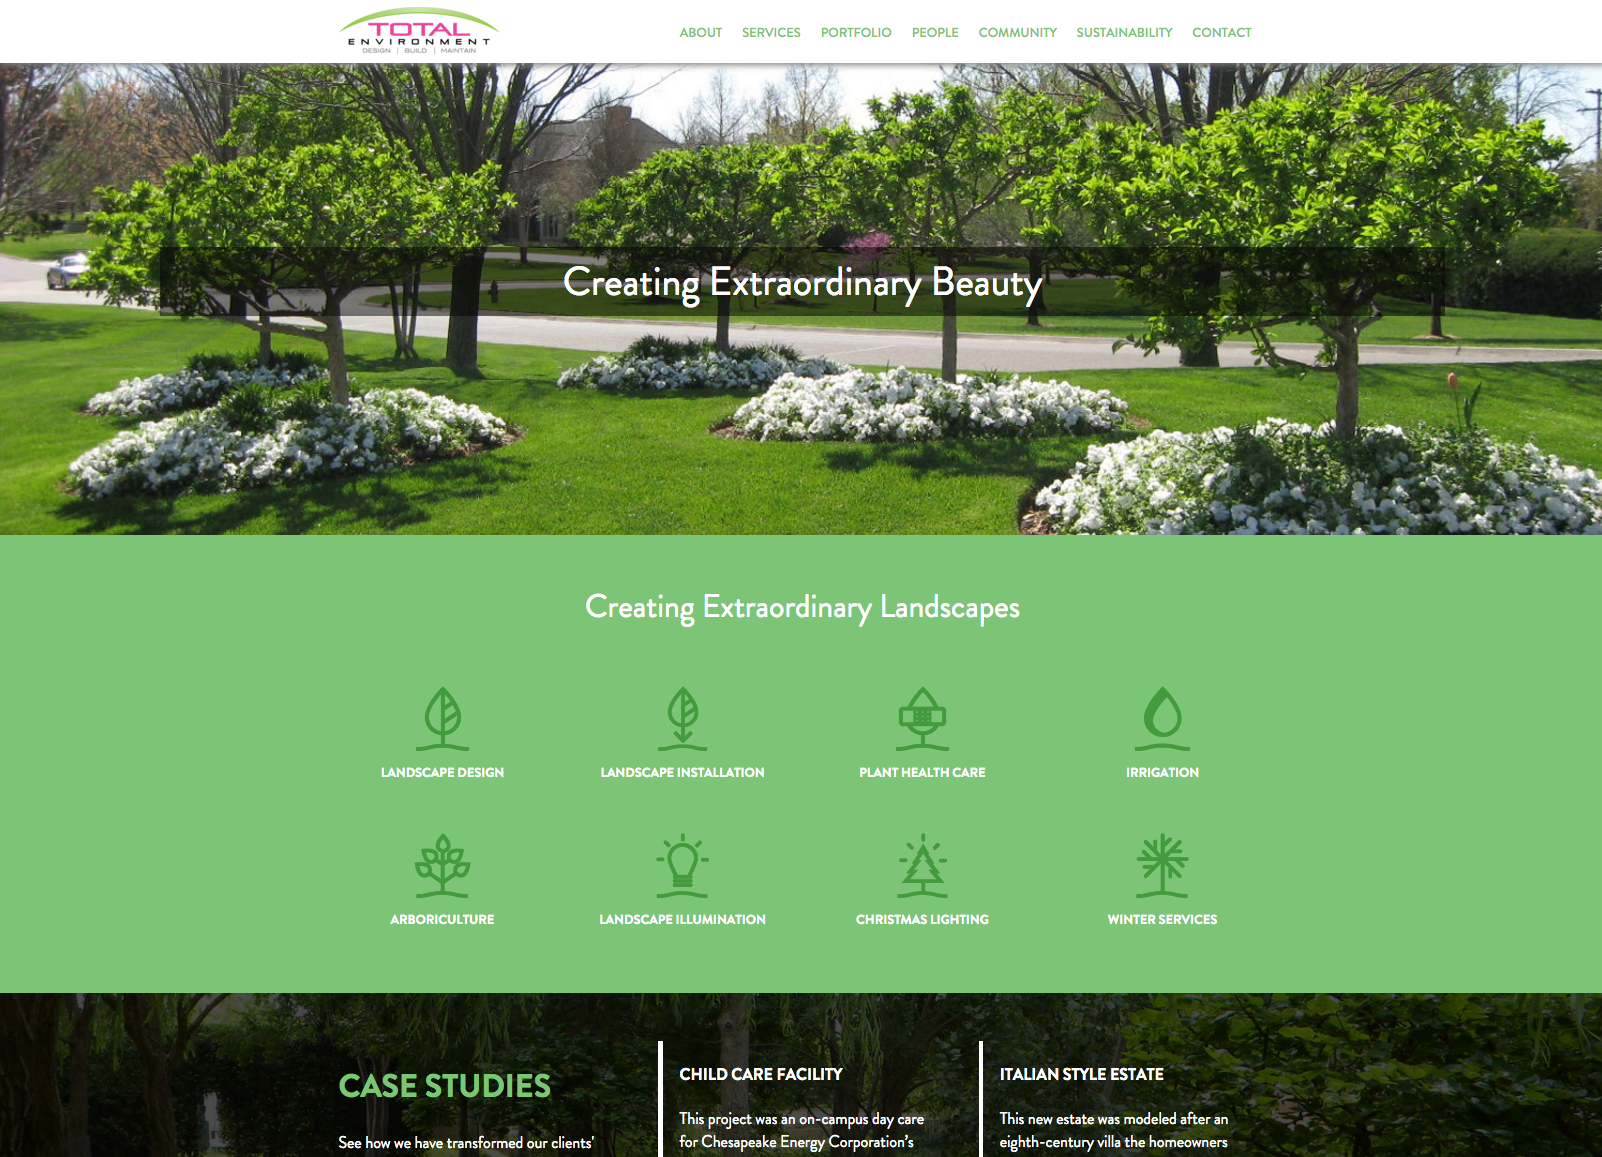 TOTAL
ENVIRONMENT
DESIGN | BUILD | MAINTAIN
ABOUT SERVICES PORTFOLIO PEOPLE COMMUNITY SUSTAINABILITY CONTACT
Creating Extraordinary Beauty
Creating Extraordinary Landscapes
LANDSCAPE DESIGN
LANDSCAPE INSTALLATION
PLANT HEALTH CARE
IRRIGATION
ARBORICULTURE
LANDSCAPE ILLUMINATION
CHRISTMAS LIGHTING
WINTER SERVICES
CASE STUDIES
See how we have transformed our clients'
CHILD CARE FACILITY
This project was an on-campus day care
for Chesapeake Energy Corporation's
ITALIAN STYLE ESTATE
This new estate was modeled after an
eighth-century villa the homeowners